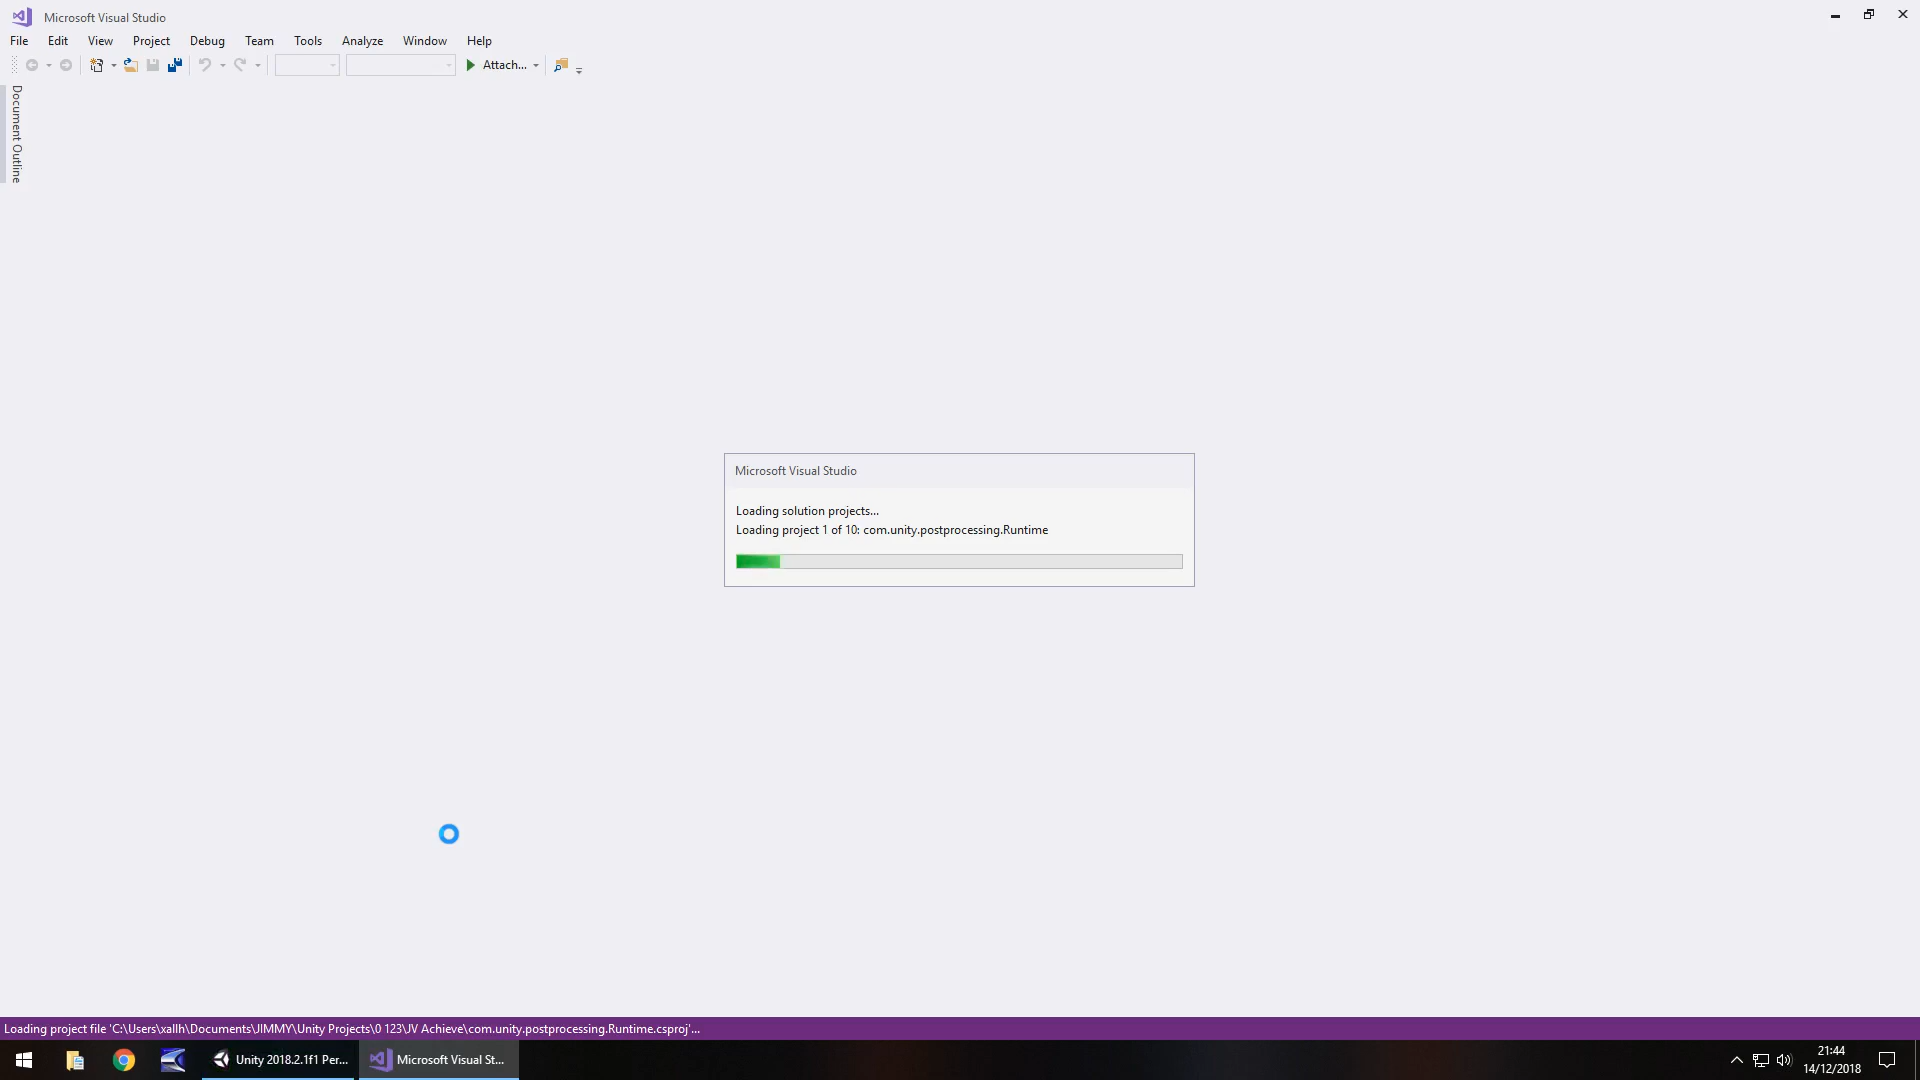 Microsoft Visual Studio
File Edit View Project Debug Team Tools Analyze Window Help
Attach...
Document Outline
Microsoft Visual Studio
Loading solution projects...
Loading project 1 of 10: com.unity.postprocessing.Runtime
Loading project file 'C:\Users\xallh\Documents\JIMMY\Unity Projects\0 123\JV Achieve\com.unity.postprocessing.Runtime.csproj'...
Unity 2018.2.1f1 Per... Microsoft Visual St... 21:44
14/12/2018